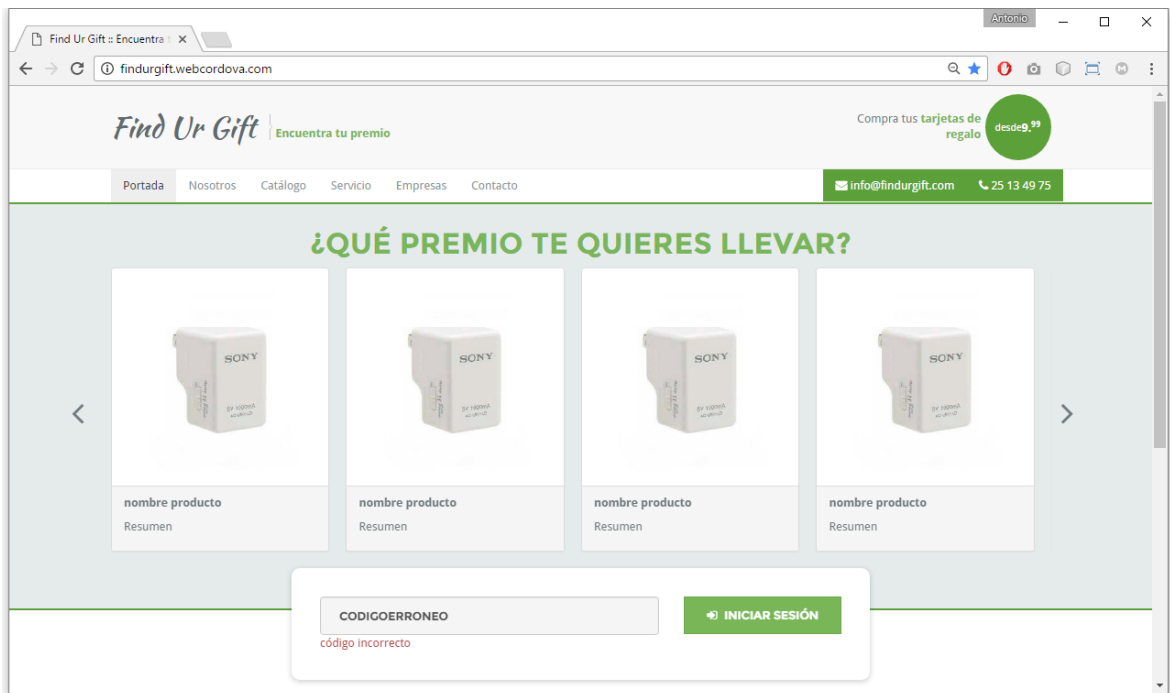 Antonio
Find Ur Gift :: Encuentra t
findurgift.webcordova.com
Find Ur Gift
Encuentra tu premio
Compra tus tarjetas de
regalo
desde9.99
Portada Nosotros Catálogo Servicio Empresas Contacto
info@findurgift.com 25 13 49 75
¿QUÉ PREMIO TE QUIERES LLEVAR?
SONY SONY SONY SONY
nombre producto nombre producto nombre producto nombre producto
Resumen Resumen Resumen Resumen
CODIGOERRONEO
INICIAR SESIÓN
código incorrecto